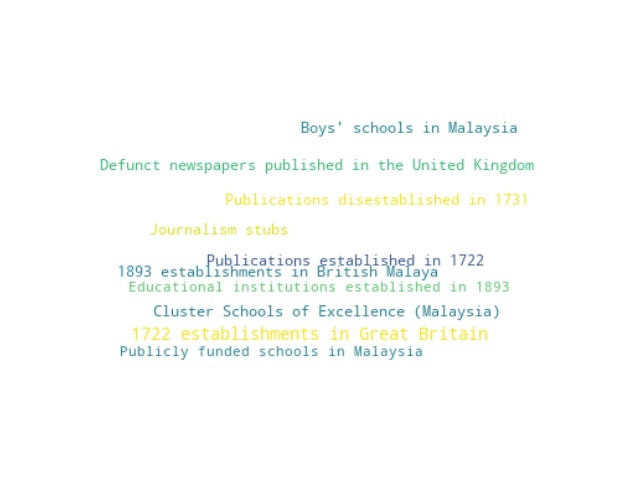 Boys' schools in Malaysia
Defunct newspapers published in the United Kingdom
Publications disestablished in 1731
Journalism stubs
Publications established in 1722
1893 establishments in British Malaya
Educational institutions established in 1893
Cluster Schools of Excellence (Malaysia)
1722 establishments in Great Britain
Publicly funded schools in Malaysia